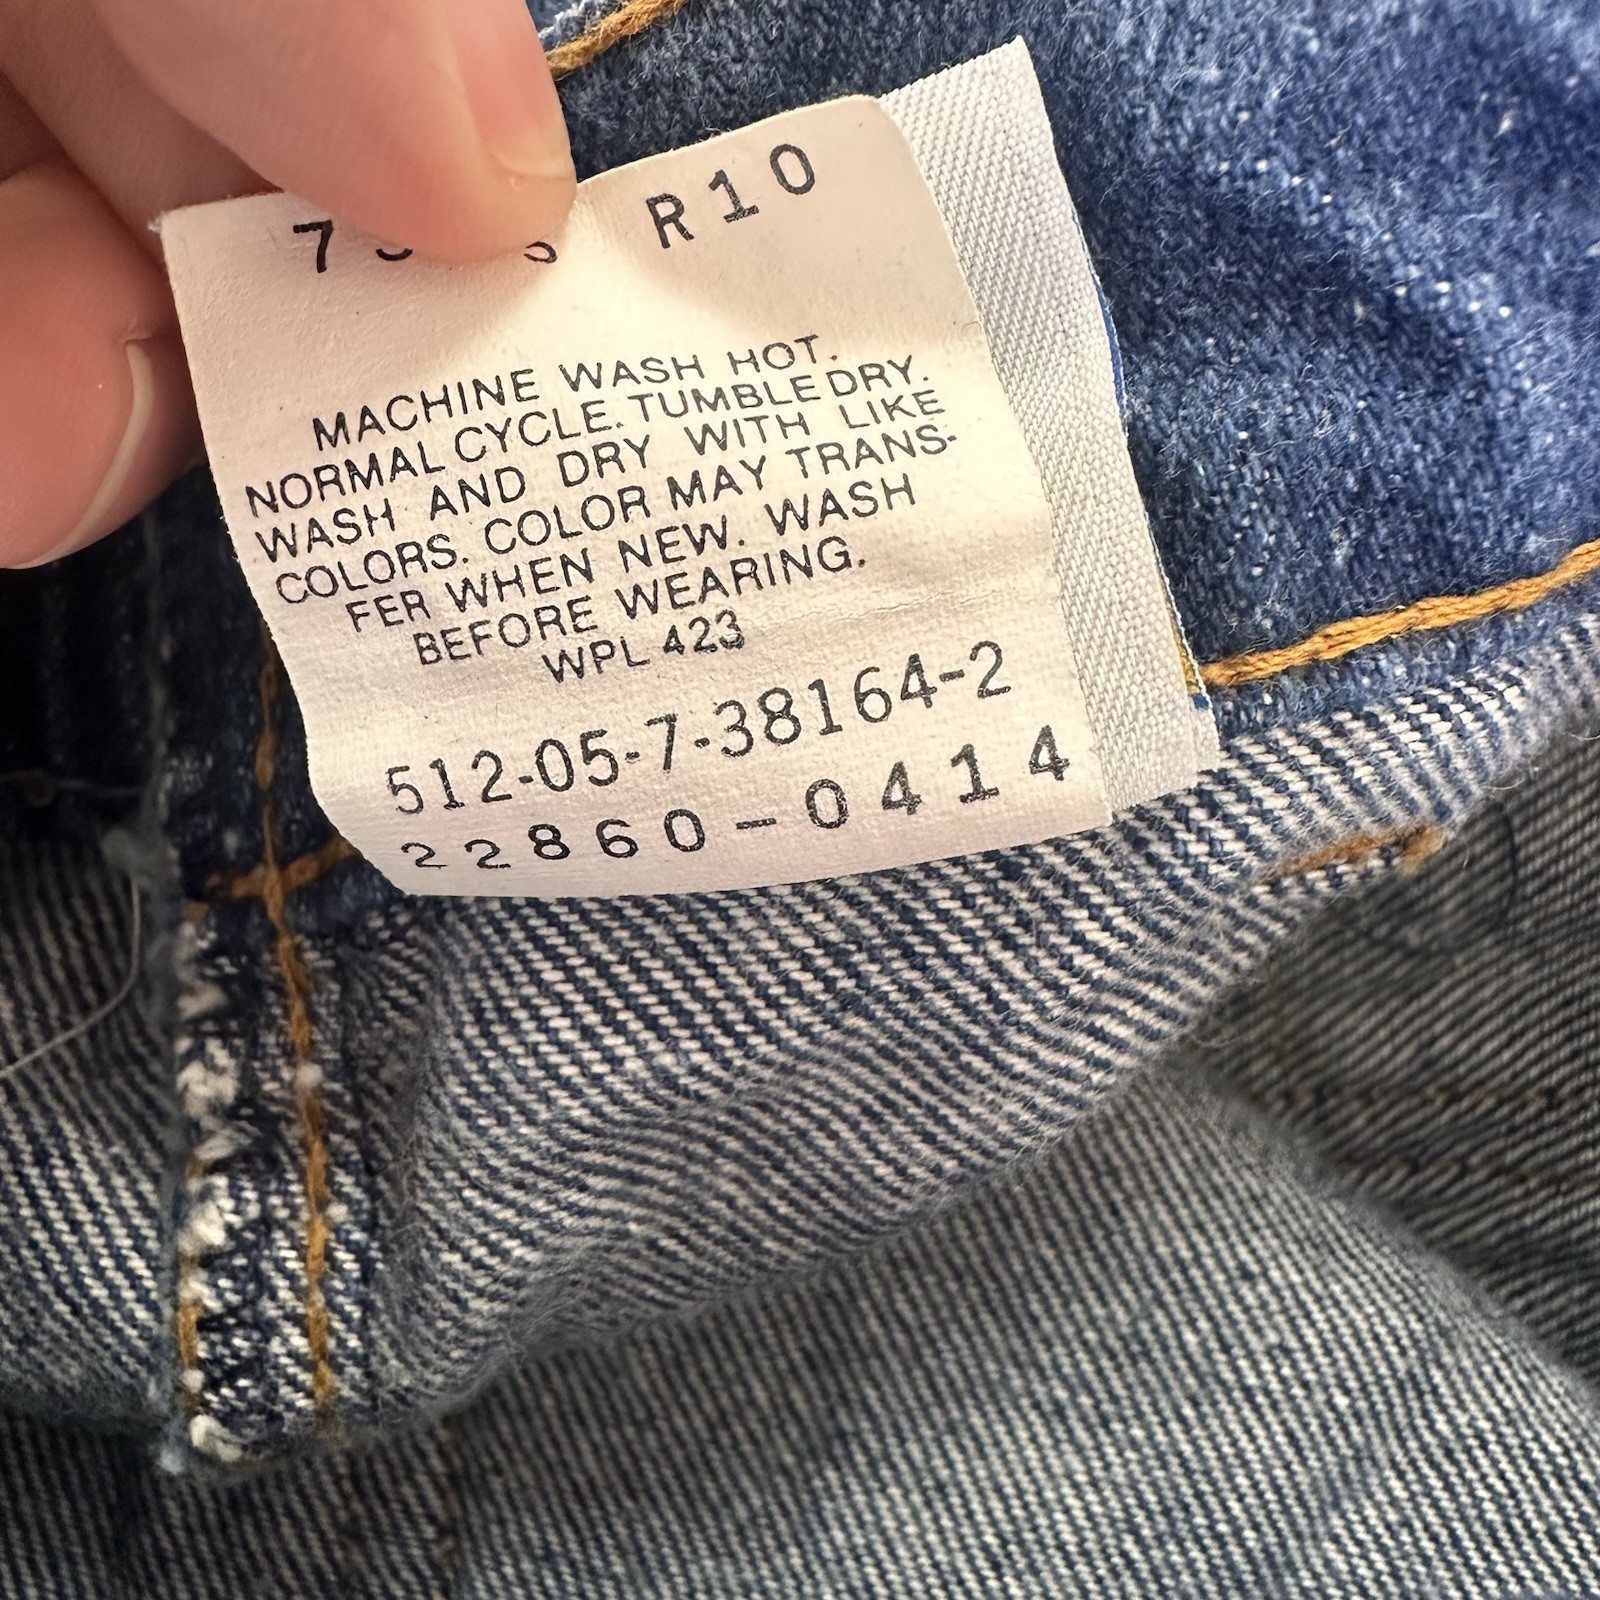 7 R10
MACHINE WASH HOT.
NORMAL CYCLE. TUMBLE DRY.
WASH AND DRY WITH LIKE
COLORS. COLOR MAY TRANS-
FER WHEN NEW. WASH
BEFORE WEARING.
WPL 423
512-05-7-38164-2
22860-0414